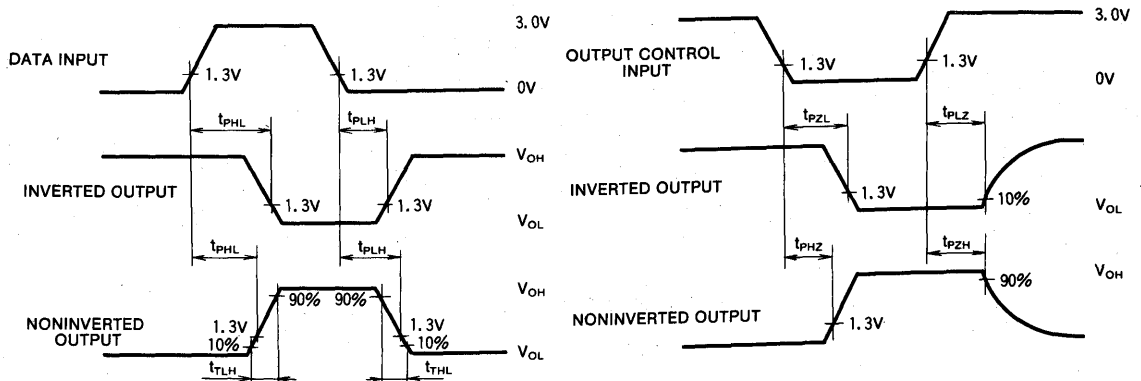 3.0V
DATA INPUT
1.3V
1.3V
0V
tPHL
tPLH
VOH
INVERTED OUTPUT
1.3V
1.3V
VOL
tPHL
tPLH
VOH
90%
90%
NONINVERTED
OUTPUT
1.3V
10%
1.3V
10%
VOL
tTLH
tTHL
3.0V
OUTPUT CONTROL
INPUT
1.3V
1.3V
0V
tPZL
tPLZ
INVERTED OUTPUT
1.3V
10%
VOL
tPHZ
tPZH
VOH
90%
NONINVERTED OUTPUT
1.3V